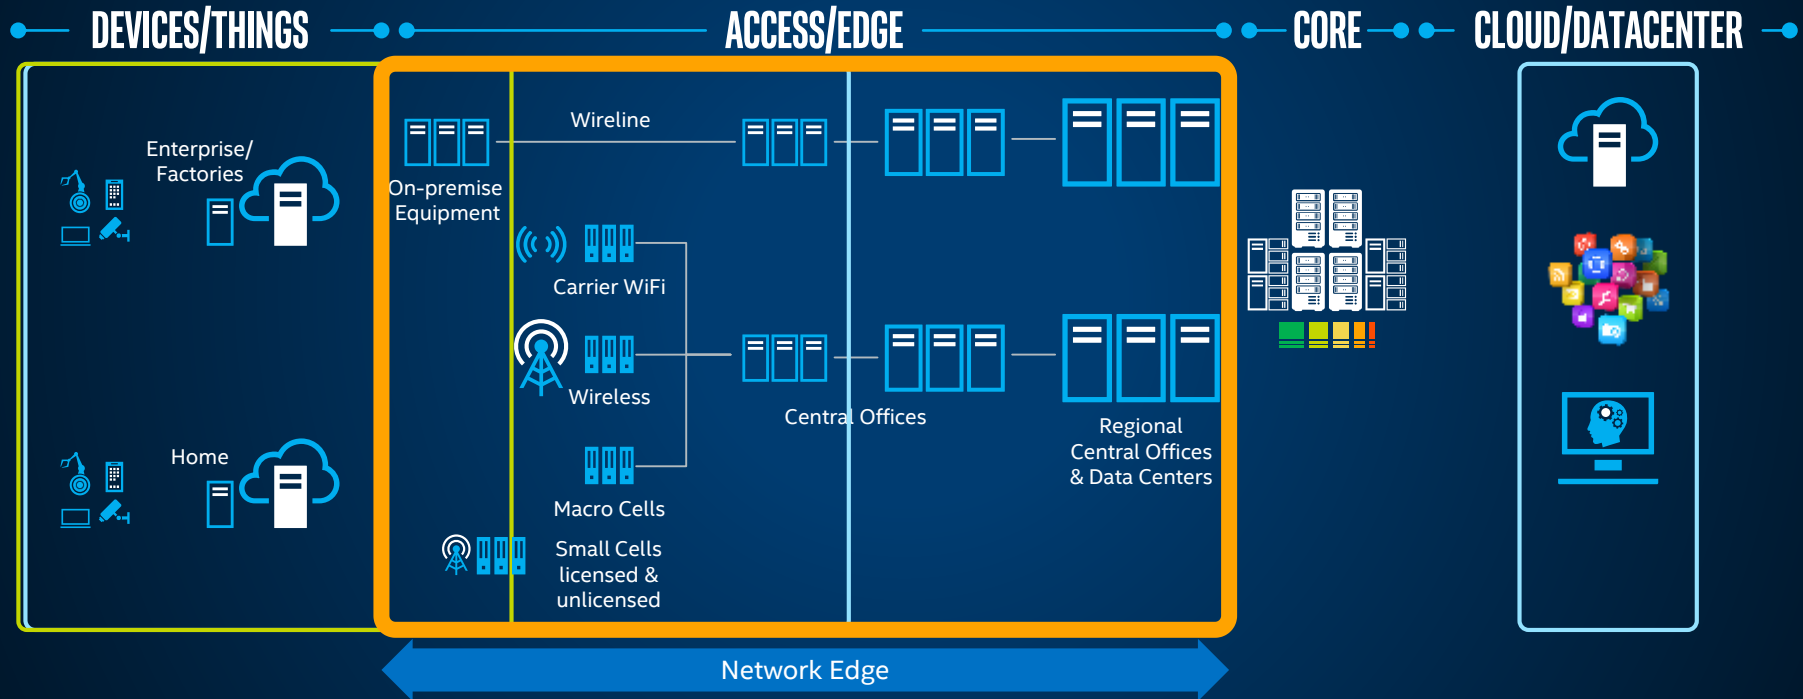 DEVICES/THINGS
ACCESS/EDGE
CORE
CLOUD/DATACENTER
Enterprise/
Factories
Home
On-premise
Equipment
Wireline
Carrier WiFi
Wireless
Macro Cells
Small Cells
licensed &
unlicensed
Central Offices
Regional
Central Offices
& Data Centers
Network Edge